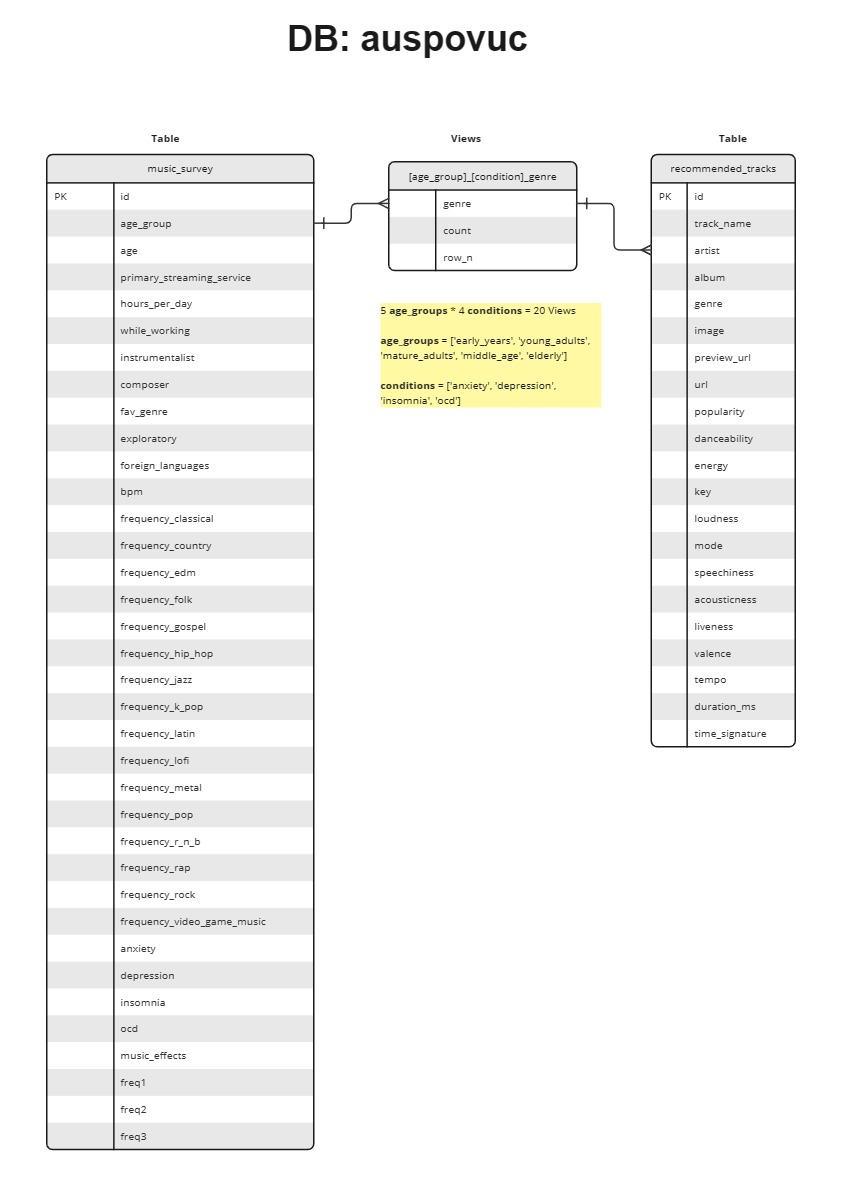 DB: auspovuc
Table
music_survey
PK id
age_group
age
primary_streaming_service
hours_per_day
while_working
instrumentalist
composer
fav_genre
exploratory
foreign_languages
bpm
frequency_classical
frequency_country
frequency_edm
frequency_folk
frequency_gospel
frequency_hip_hop
frequency_jazz
frequency_k_pop
frequency_latin
frequency_lofi
frequency_metal
frequency_pop
frequency_r_n_b
frequency_rap
frequency_rock
frequency_video_game_music
anxiety
depression
insomnia
ocd
music_effects
freq1
freq2
freq3
Views
[age_group]_[condition]_genre
genre
count
row_n
5 age_groups * 4 conditions = 20 Views
age_groups = ['early_years', 'young_adults',
'mature_adults', 'middle_age', 'elderly']
conditions = ['anxiety', 'depression',
'insomnia', 'ocd']
Table
recommended_tracks
PK id
track_name
artist
album
genre
image
preview_url
url
popularity
danceability
energy
key
loudness
mode
speechiness
acousticness
liveness
valence
tempo
duration_ms
time_signature